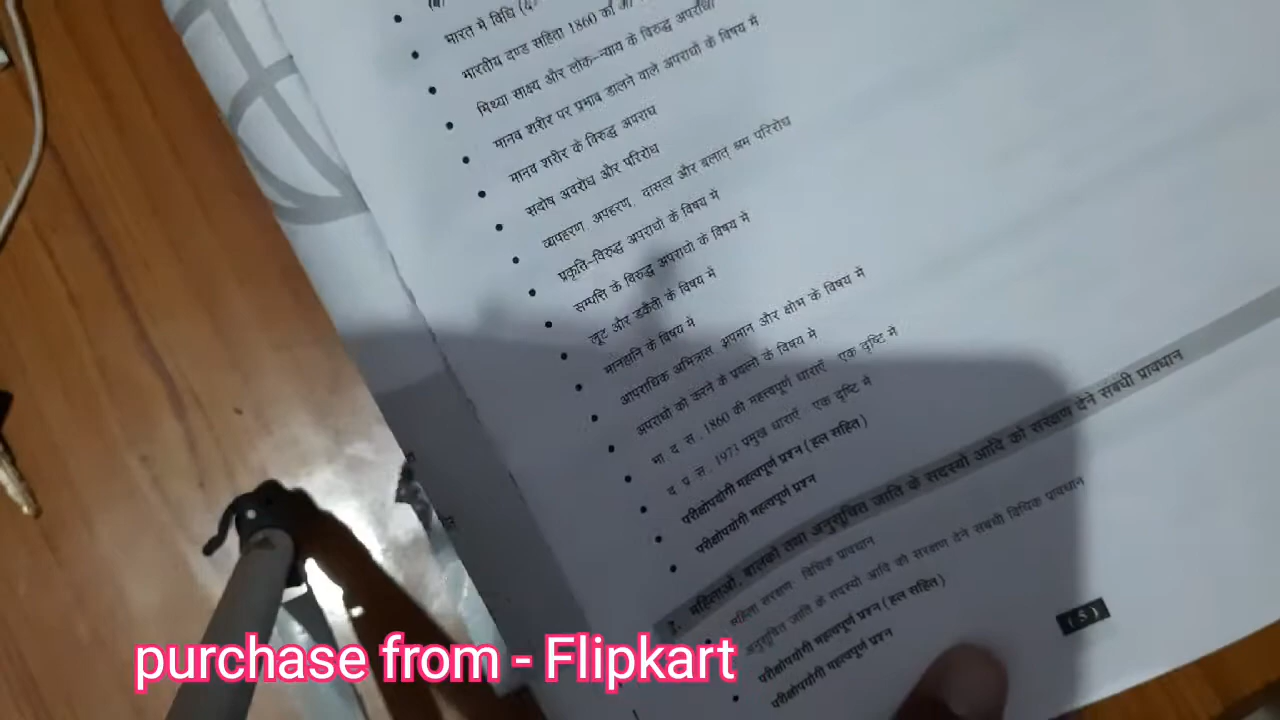 (ब)
भारत में विधि
भारतीय दण्ड संहिता 1860 की
मिथ्या साक्ष्य और लोक-न्याय के विरुद्ध अपराधों
मानव शरीर पर प्रभाव डालने वाले अपराधों के विषय में
मानव शरीर के विरुद्ध अपराध
सदोष अवरोध और परिरोध
व्यपहरण, अपहरण, दासत्व और बलात् श्रम परिरोध
प्रकृति-विरुद्ध अपराधों के विषय में
सम्पत्ति के विरुद्ध अपराधों के विषय में
लूट और डकैती के विषय में
मानहानि के विषय में
आपराधिक अभित्रास, अपमान और क्षोभ के विषय में
अपराधों को करने के प्रयत्नों के विषय में
भा. द. स., 1860 की महत्वपूर्ण धाराएँ : एक दृष्टि में
द. प्र. स., 1973 प्रमुख धाराएँ : एक दृष्टि में
परीक्षोपयोगी महत्वपूर्ण प्रश्न (हल सहित)
परीक्षोपयोगी महत्वपूर्ण प्रश्न
7. महिलाओं, बालकों तथा अनुसूचित जाति के सदस्यों आदि को संरक्षण देने संबंधी प्रावधान
महिला संरक्षण : विधिक प्रावधान
अनुसूचित जाति के सदस्यों आदि को संरक्षण देने संबंधी विधिक प्रावधान
परीक्षोपयोगी महत्वपूर्ण प्रश्न (हल सहित)
परीक्षोपयोगी महत्वपूर्ण प्रश्न
(5)
purchase from - Flipkart